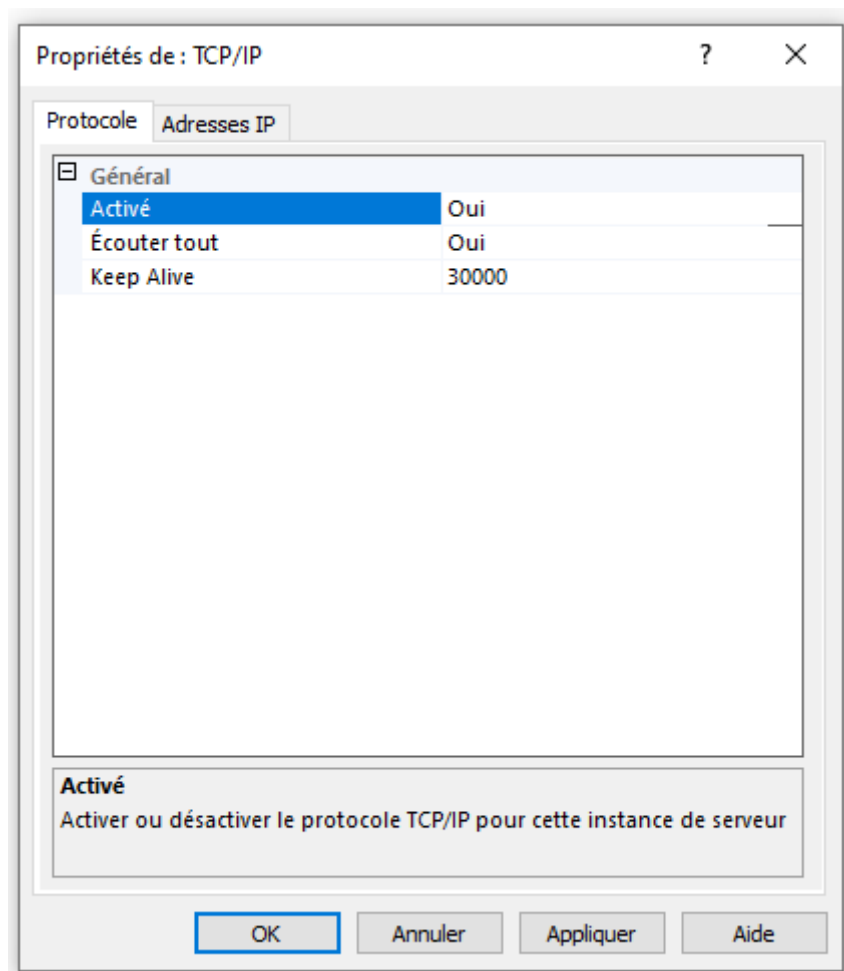 Propriétés de : TCP/IP ?
Protocole Adresses IP
Général
Activé Oui
Écouter tout Oui
Keep Alive 30000
Activé
Activer ou désactiver le protocole TCP/IP pour cette instance de serveur
OK Annuler Appliquer Aide